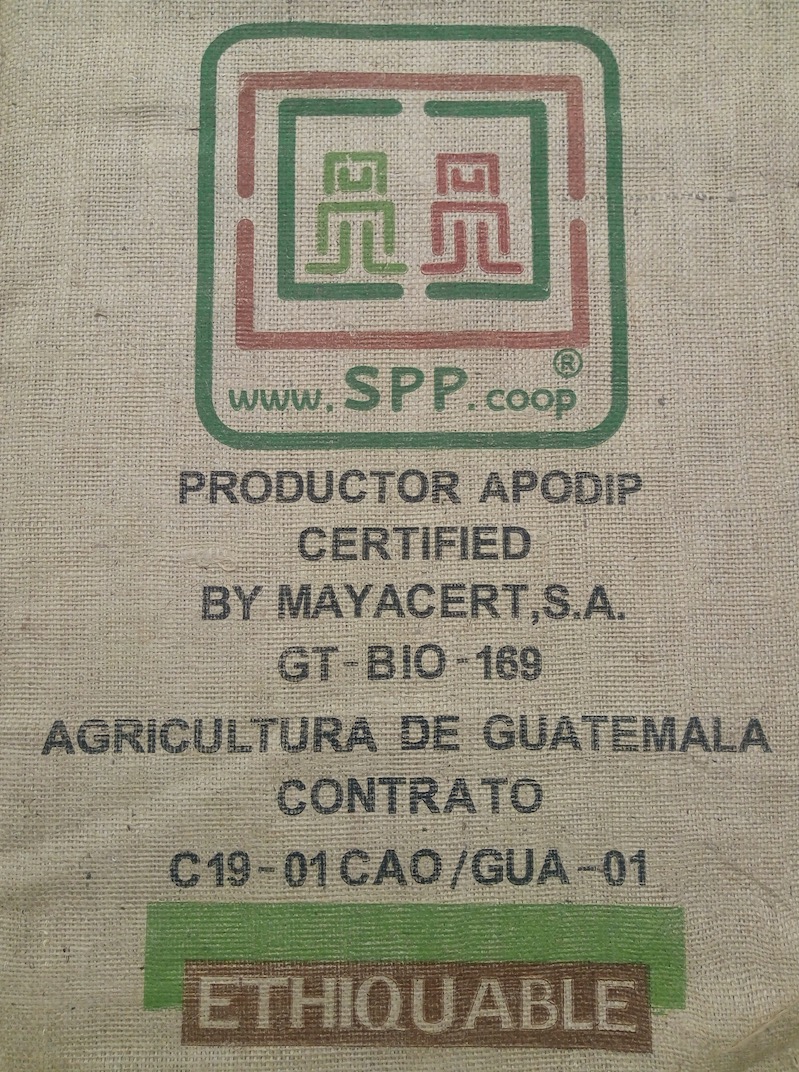 www.SPP.coop®
PRODUCTOR APODIP
CERTIFIED
BY MAYACERT,S.A.
GT-BIO-169
AGRICULTURA DE GUATEMALA
CONTRATO
C19-01CAO/GUA-01
ETHIQUABLE